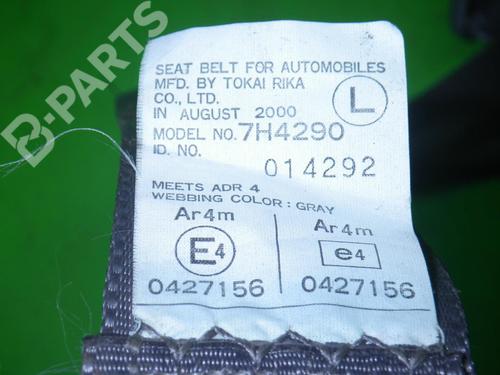 B-PARTS
SEAT BELT FOR AUTOMOBILES
MFD. BY TOKAI RIKA
CO., LTD.
IN AUGUST 2000
L
MODEL NO. 7H4290
ID. NO. 014292
MEETS ADR 4
WEBBING COLOR : GRAY
Ar4m Ar4m
E4 e4
0427156 0427156